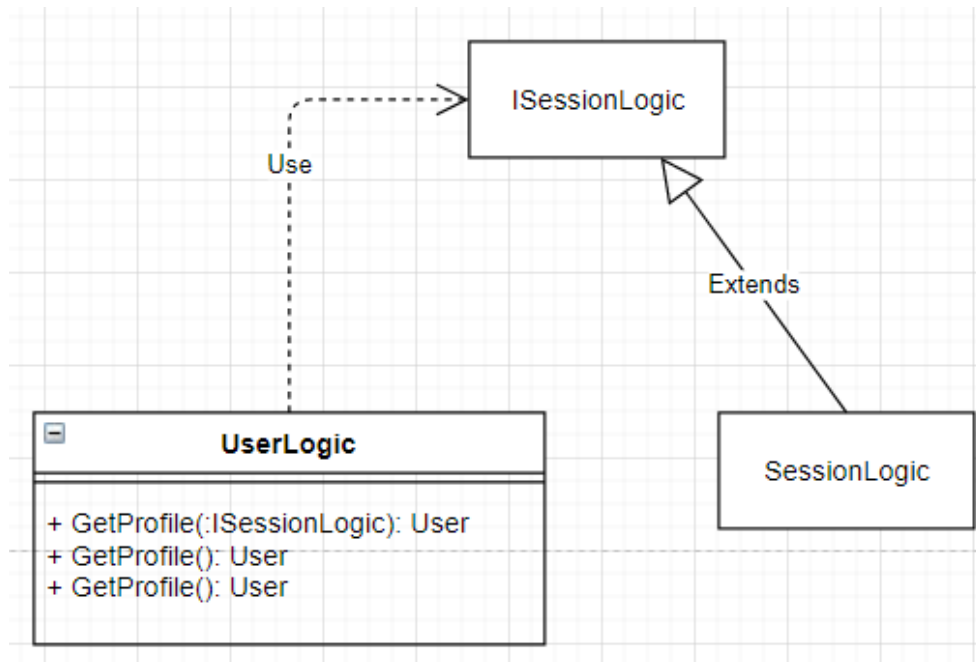 ISessionLogic
Use
Extends
UserLogic
+ GetProfile(:ISessionLogic): User
+ GetProfile(): User
+ GetProfile(): User
SessionLogic